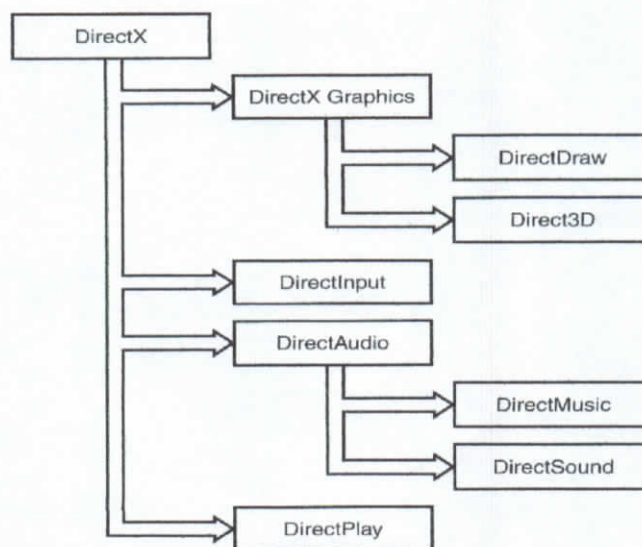 DirectX
DirectX Graphics
DirectDraw
Direct3D
DirectInput
DirectAudio
DirectMusic
DirectSound
DirectPlay